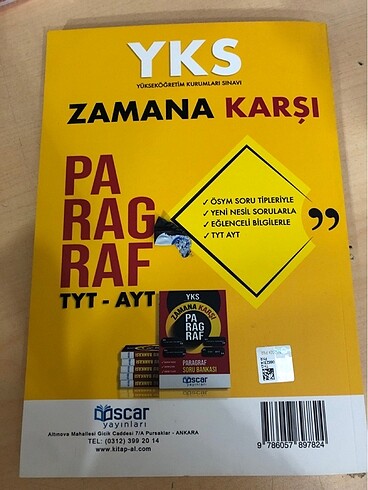 YKS
YÜKSEKÖĞRETİM KURUMLARI SINAVI
ZAMANA KARŞI
PA
RAG
RAF
TYT - AYT
✓ ÖSYM SORU TİPLERİYLE
✓ YENİ NESİL SORULARLA
✓ EĞLENCELİ BİLGİLERLE
✓ TYT AYT
”
YKS
ZAMANA KARŞI
PA
RAG
RAF
PARAGRAF
SORU BANKASI
oscar
yayınları
Altınova Mahallesi Gicik Caddesi 7/A Pursaklar - ANKARA
TEL: (0312) 399 20 14
www.kitap-al.com
9 786057 897824